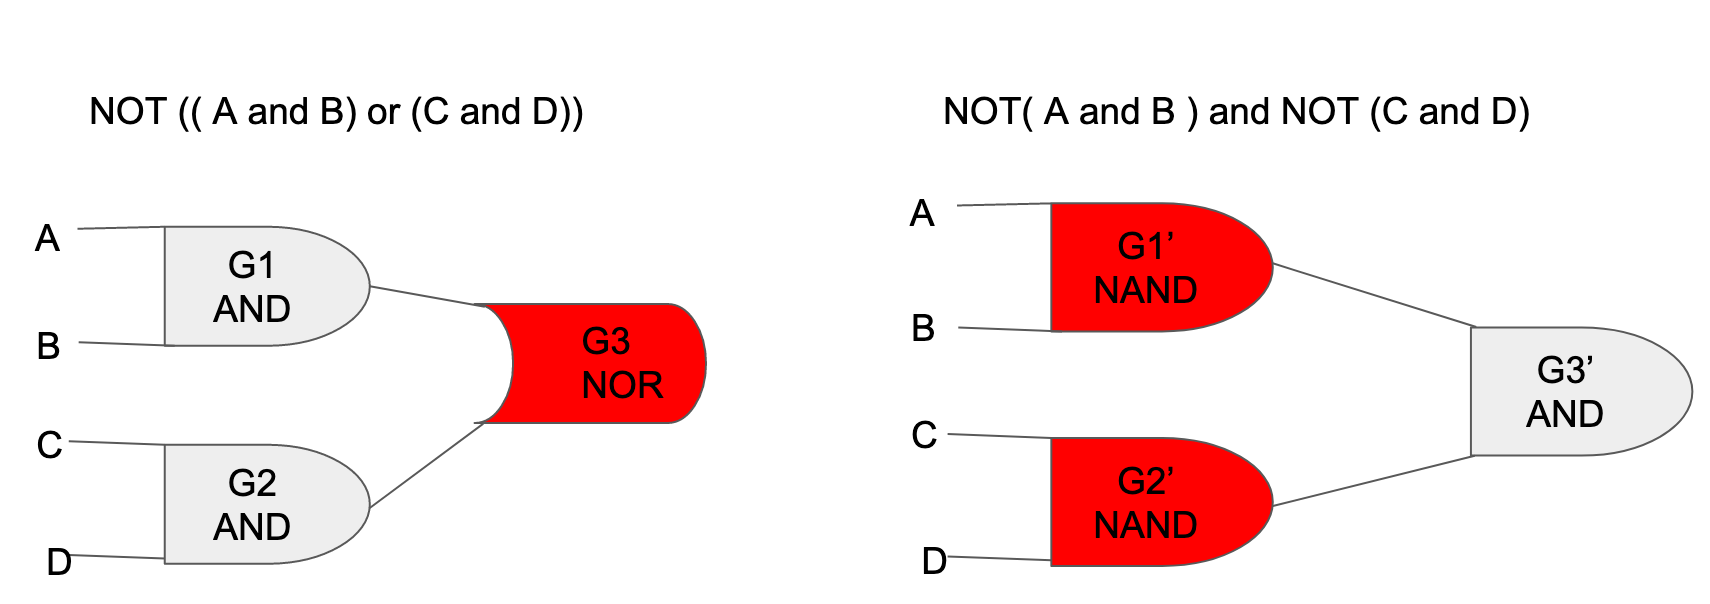 NOT (( A and B) or (C and D))
A
B
C
D
G1
AND
G2
AND
G3
NOR
NOT( A and B ) and NOT (C and D)
A
B
C
D
G1’
NAND
G2’
NAND
G3’
AND